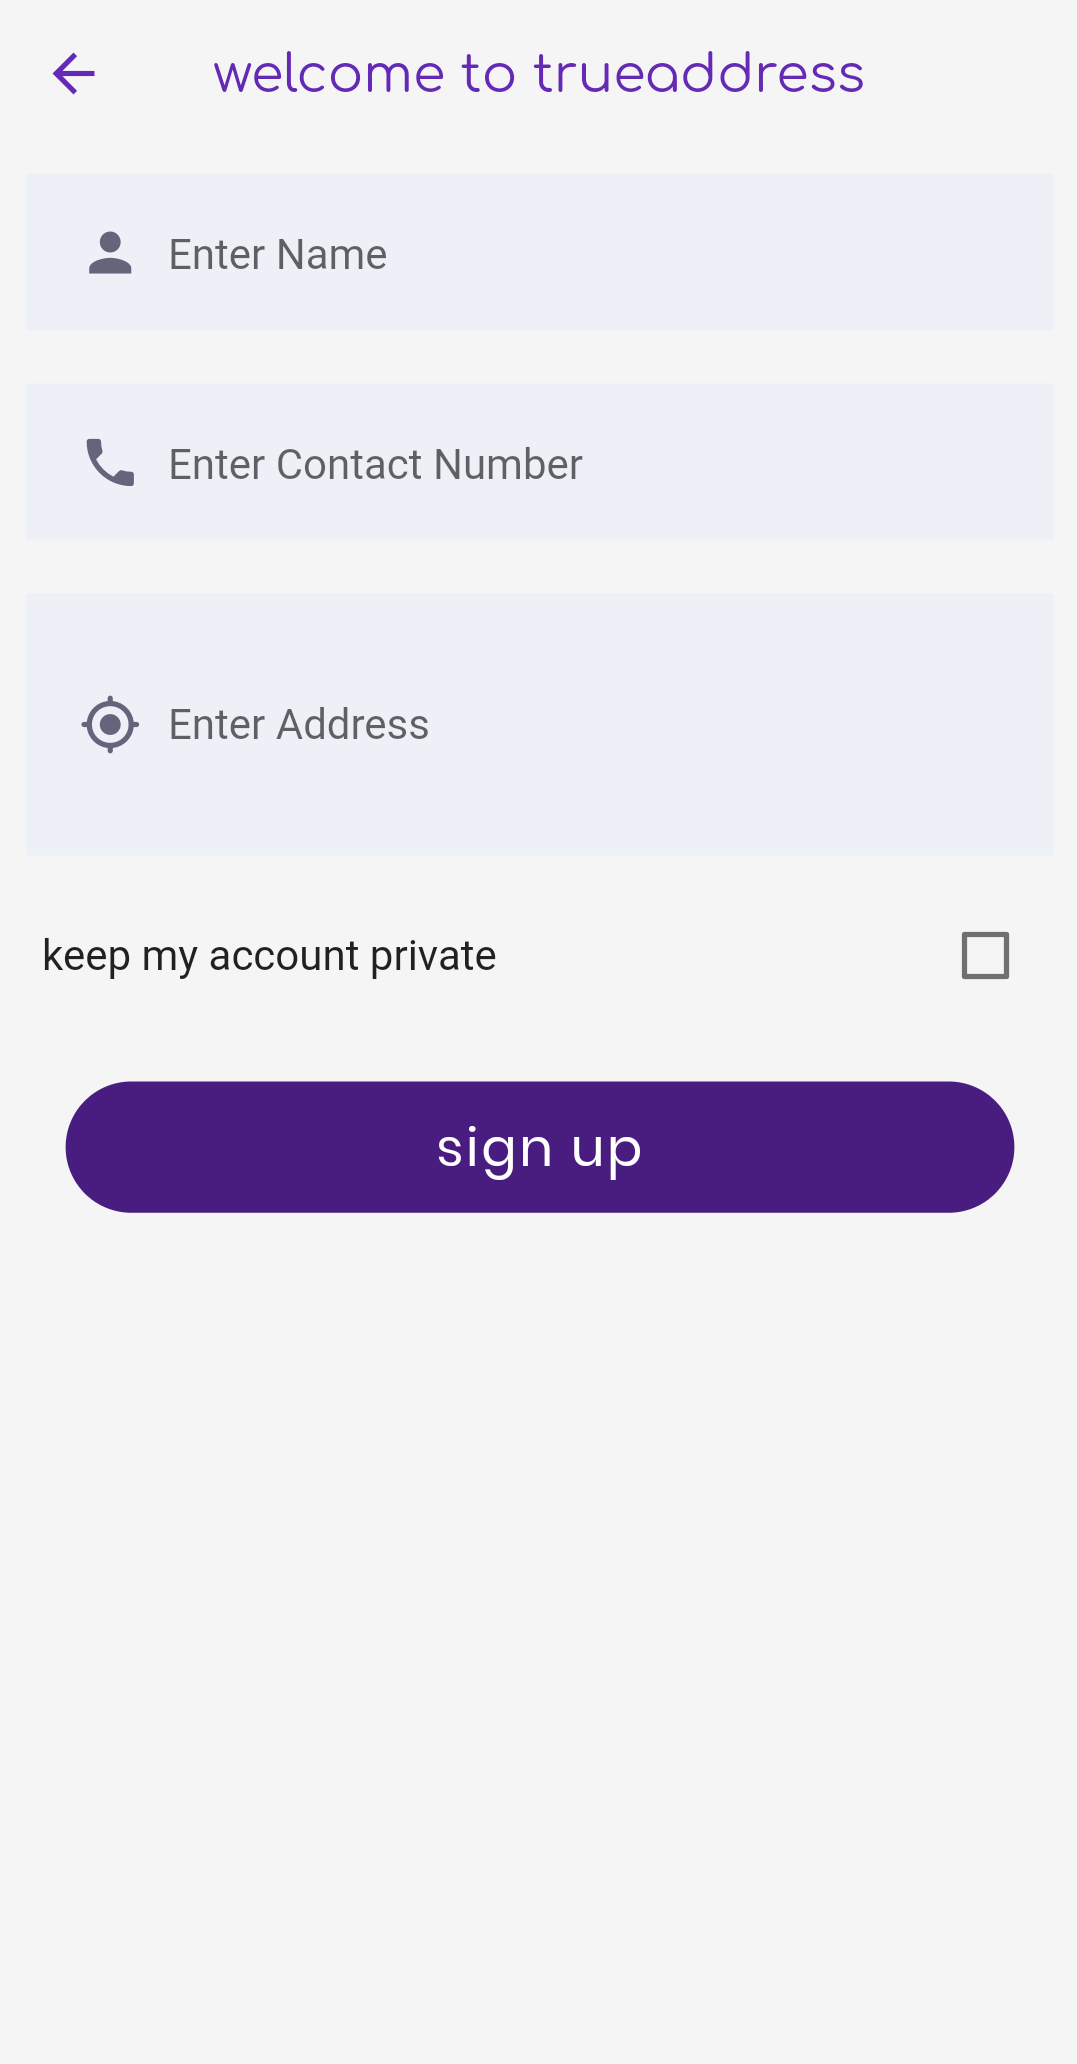 welcome to trueaddress
Enter Name
Enter Contact Number
Enter Address
keep my account private
sign up